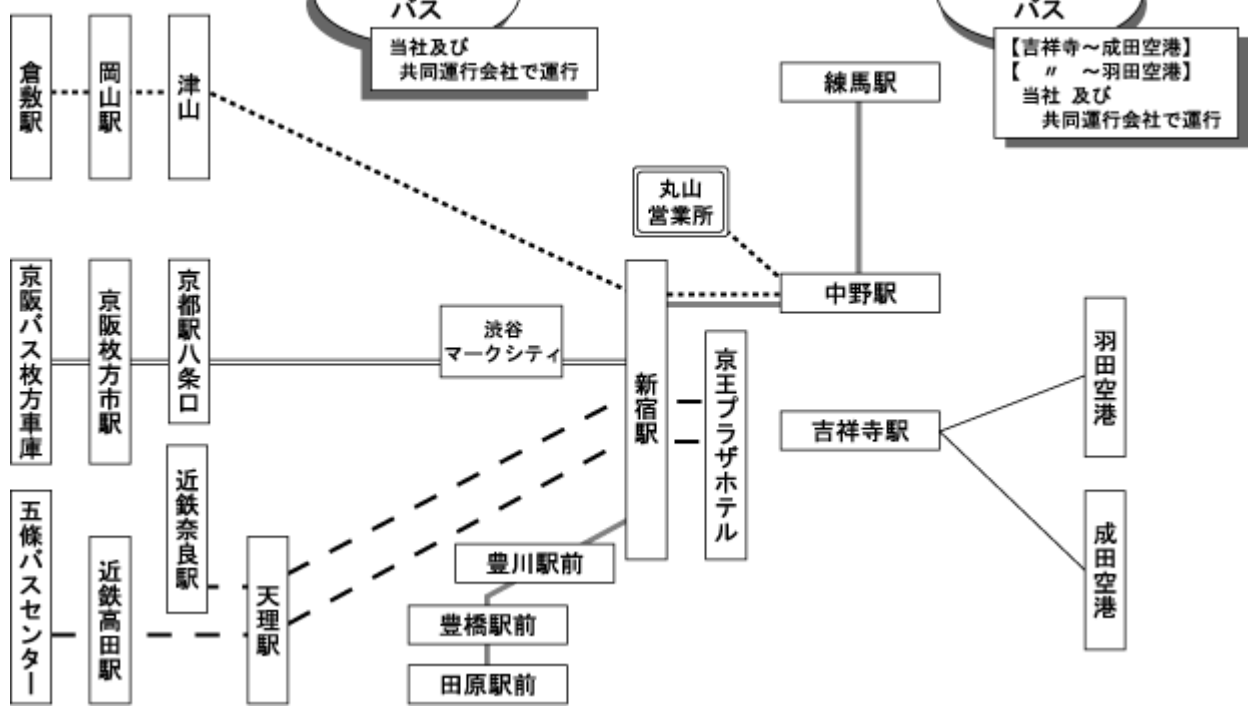 バス
当社及び
共同運行会社で運行
バス
【吉祥寺～成田空港】
【　〃　～羽田空港】
当社 及び
共同運行会社で運行
倉敷駅
岡山駅
津山
練馬駅
丸山
営業所
中野駅
京阪バス枚方車庫
京阪枚方市駅
京都駅八条口
渋谷
マークシティ
新宿駅
京王プラザホテル
吉祥寺駅
羽田空港
成田空港
五條バスセンター
近鉄高田駅
近鉄奈良駅
天理駅
豊川駅前
豊橋駅前
田原駅前